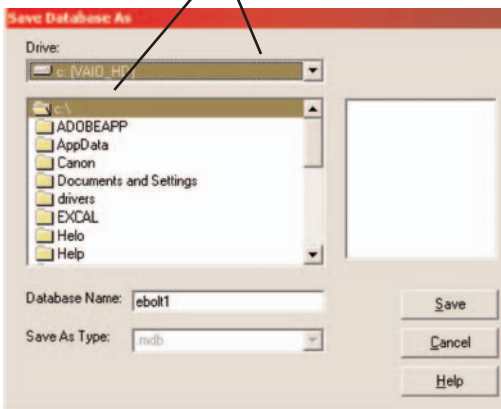 Save Database As
Drive:
c: [VAIO_HD]
c:\
ADOBEAPP
AppData
Canon
Documents and Settings
drivers
EXCAL
Helo
Help
Database Name: ebolt1
Save
Save As Type: mdb
Cancel
Help